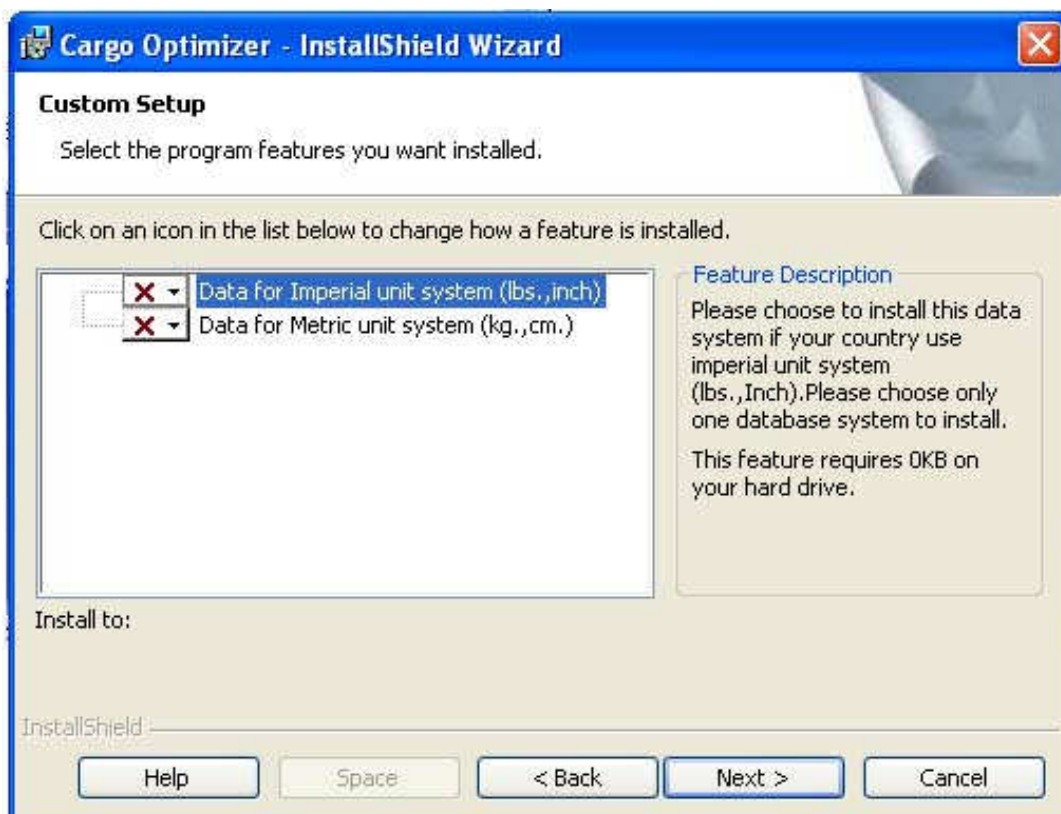 Cargo Optimizer - InstallShield Wizard
Custom Setup
Select the program features you want installed.
Click on an icon in the list below to change how a feature is installed.
Data for Imperial unit system (lbs.,inch)
Data for Metric unit system (kg.,cm.)
Feature Description
Please choose to install this data
system if your country use
imperial unit system
(lbs.,Inch).Please choose only
one database system to install.
This feature requires 0KB on
your hard drive.
Install to:
InstallShield
Help
Space
< Back
Next >
Cancel